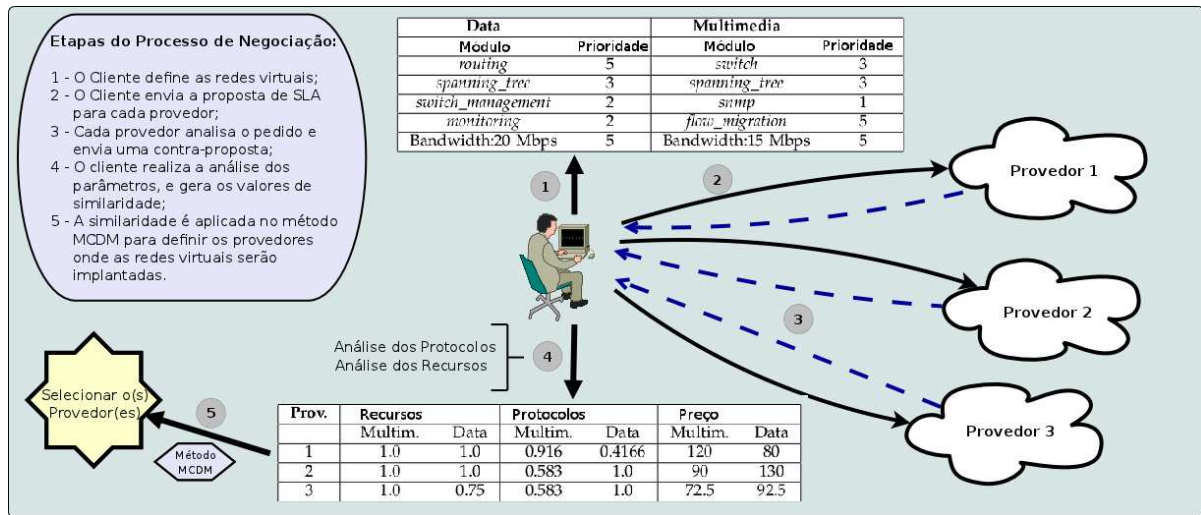 Etapas do Processo de Negociação:
1 - O Cliente define as redes virtuais;
2 - O Cliente envia a proposta de SLA
para cada provedor;
3 - Cada provedor analisa o pedido e
envia uma contra-proposta;
4 - O cliente realiza a análise dos
parâmetros, e gera os valores de
similaridade;
5 - A similaridade é aplicada no método
MCDM para definir os provedores
onde as redes virtuais serão
implantadas.
Data Multimedia
Módulo Prioridade Módulo Prioridade
routing 5 switch 3
spanning_tree 3 spanning_tree 3
switch_management 2 snmp 1
monitoring 2 flow_migration 5
Bandwidth:20 Mbps 5 Bandwidth:15 Mbps 5
1
2
Provedor 1
Provedor 2
3
Provedor 3
Análise dos Protocolos
Análise dos Recursos
4
Selecionar o(s)
Provedor(es)
5
Método
MCDM
Prov. Recursos Protocolos Preço
Multim. Data Multim. Data Multim. Data
1 1.0 1.0 0.916 0.4166 120 80
2 1.0 1.0 0.583 1.0 90 130
3 1.0 0.75 0.583 1.0 72.5 92.5